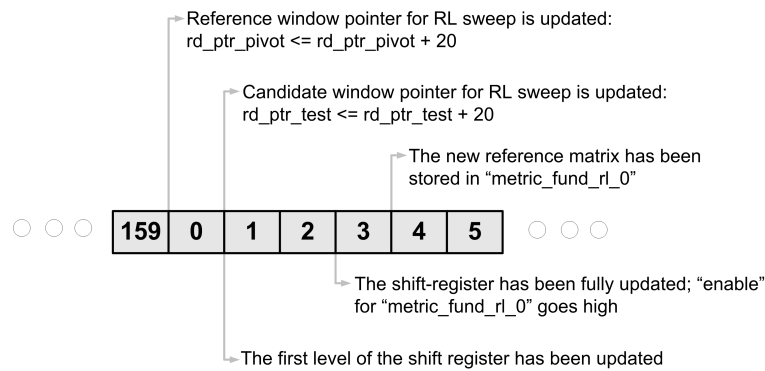 Reference window pointer for RL sweep is updated:
rd_ptr_pivot <= rd_ptr_pivot + 20
Candidate window pointer for RL sweep is updated:
rd_ptr_test <= rd_ptr_test + 20
The new reference matrix has been
stored in “metric_fund_rl_0”
159 0 1 2 3 4 5
The shift-register has been fully updated; “enable”
for “metric_fund_rl_0” goes high
The first level of the shift register has been updated